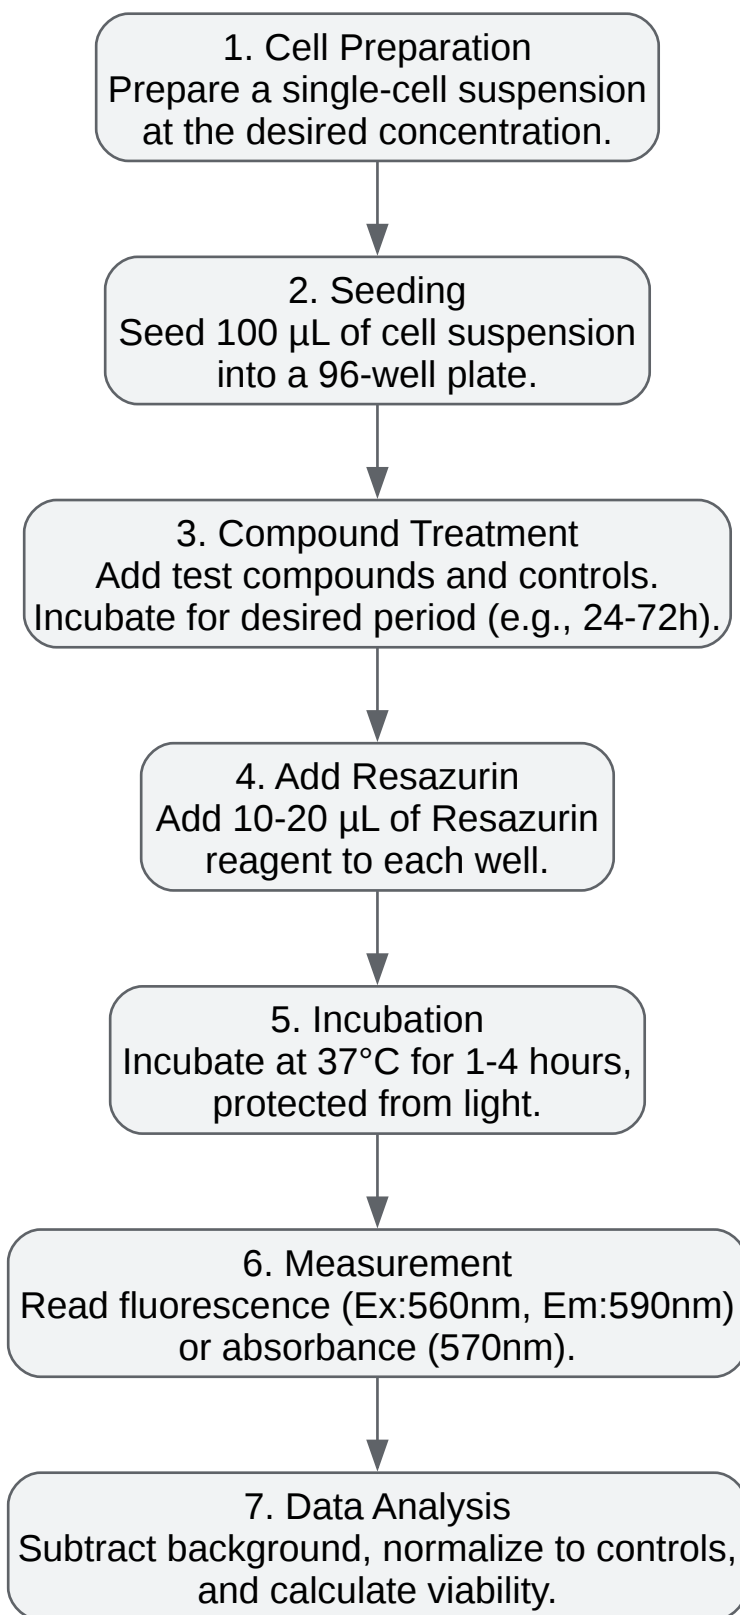 1. Cell Preparation
Prepare a single-cell suspension
at the desired concentration.
2. Seeding
Seed 100 µL of cell suspension
into a 96-well plate.
3. Compound Treatment
Add test compounds and controls.
Incubate for desired period (e.g., 24-72h).
4. Add Resazurin
Add 10-20 µL of Resazurin
reagent to each well.
5. Incubation
Incubate at 37°C for 1-4 hours,
protected from light.
6. Measurement
Read fluorescence (Ex:560nm, Em:590nm)
or absorbance (570nm).
7. Data Analysis
Subtract background, normalize to controls,
and calculate viability.